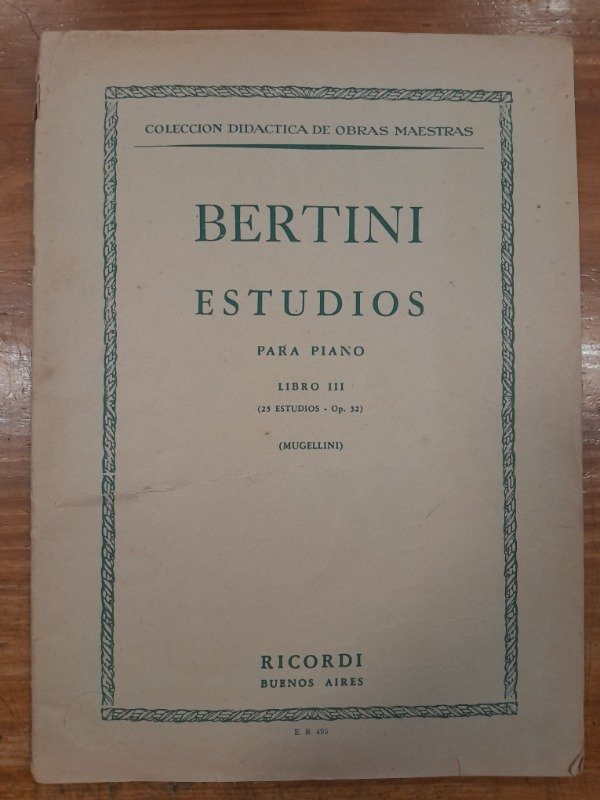 COLECCION DIDACTICA DE OBRAS MAESTRAS
BERTINI
ESTUDIOS
PARA PIANO
LIBRO III
(25 ESTUDIOS - Op. 32)
(MUGELLINI)
RICORDI
BUENOS AIRES
E. R. 495